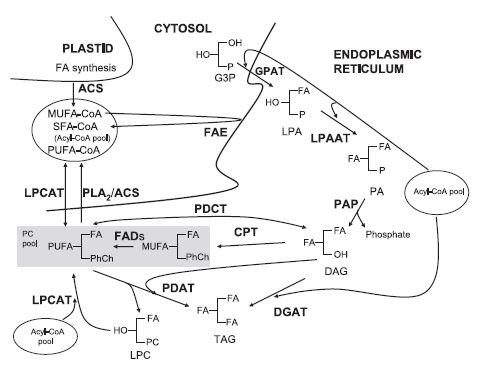 CYTOSOL
PLASTID
FA synthesis
ACS
MUFA-CoA
SFA-CoA
(Acyl-CoA pool)
PUFA-CoA
FAE
LPCAT
PLA2/ACS
OH
HO
P
G3P
GPAT
ENDOPLASMIC
RETICULUM
FA
HO
P
LPA
LPAAT
FA
FA
P
PA
Acyl-CoA pool
PAP
Phosphate
PDCT
PC
pool
PUFA
FA
PhCh
FADs
MUFA
FA
PhCh
CPT
FA
FA
OH
DAG
LPCAT
Acyl-CoA
pool
HO
FA
PC
LPC
PDAT
FA
FA
FA
TAG
DGAT